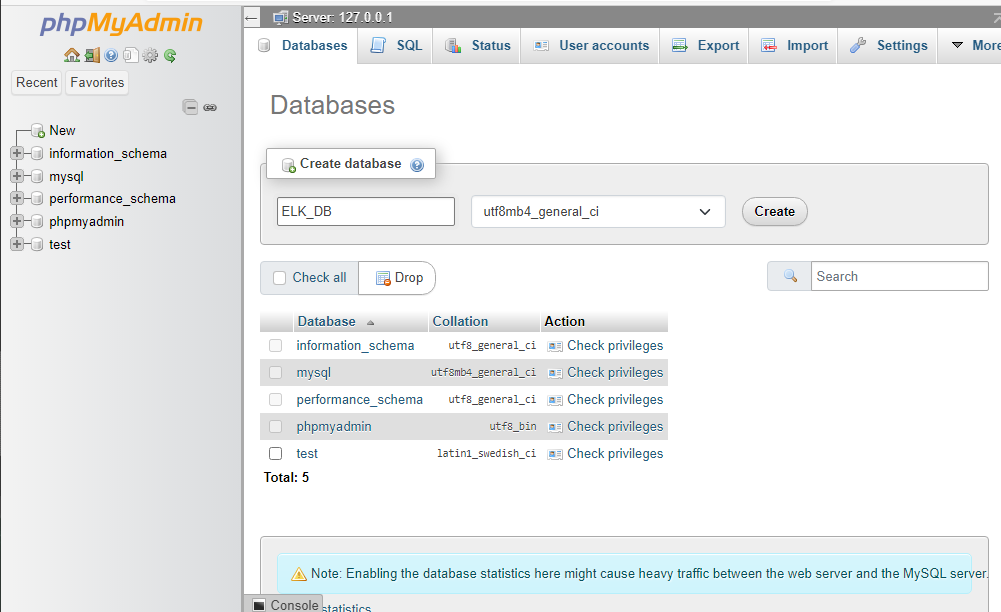 phpMyAdmin
Recent Favorites
New
information_schema
mysql
performance_schema
phpmyadmin
test
Server: 127.0.0.1
Databases SQL Status User accounts Export Import Settings More
Databases
Create database
ELK_DB utf8mb4_general_ci Create
Check all Drop Search
Database Collation Action
information_schema utf8_general_ci Check privileges
mysql utf8mb4_general_ci Check privileges
performance_schema utf8_general_ci Check privileges
phpmyadmin utf8_bin Check privileges
test latin1_swedish_ci Check privileges
Total: 5
Note: Enabling the database statistics here might cause heavy traffic between the web server and the MySQL server.
Console statistics